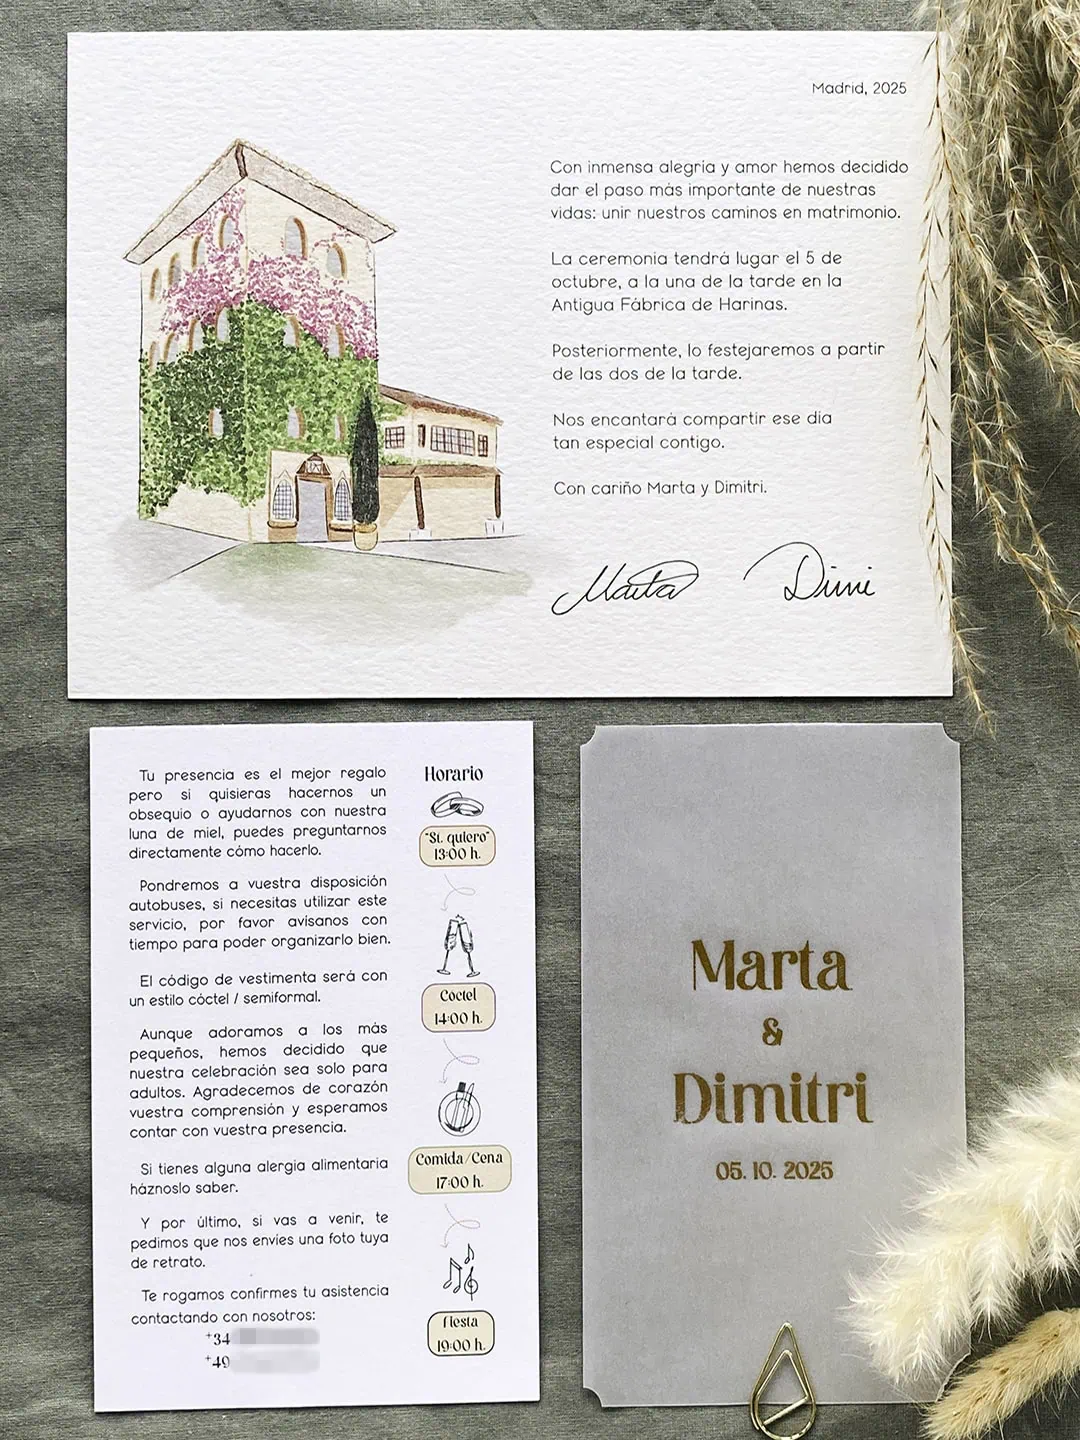 Madrid, 2025
Con inmensa alegría y amor hemos decidido
dar el paso más importante de nuestras
vidas: unir nuestros caminos en matrimonio.
La ceremonia tendrá lugar el 5 de
octubre, a la una de la tarde en la
Antigua Fábrica de Harinas.
Posteriormente, lo festejaremos a partir
de las dos de la tarde.
Nos encantará compartir ese día
tan especial contigo.
Con cariño Marta y Dimitri.
Marta
Dimi
Tu presencia es el mejor regalo
pero si quisieras hacernos un
obsequio o ayudarnos con nuestra
luna de miel, puedes preguntarnos
directamente cómo hacerlo.
Pondremos a vuestra disposición
autobuses, si necesitas utilizar este
servicio, por favor avisanos con
tiempo para poder organizarlo bien.
El código de vestimenta será con
un estilo cóctel / semiformal.
Aunque adoramos a los más
pequeños, hemos decidido que
nuestra celebración sea solo para
adultos. Agradecemos de corazón
vuestra comprensión y esperamos
contar con vuestra presencia.
Si tienes alguna alergia alimentaria
háznoslo saber.
Y por último, si vas a venir, te
pedimos que nos envies una foto tuya
de retrato.
Te rogamos confirmes tu asistencia
contactando con nosotros:
+34
+49
Horario
"Sí, quiero"
13:00 h.
Cóctel
14:00 h.
Comida/Cena
17:00 h.
Fiesta
19:00 h.
Marta
&
Dimitri
05. 10. 2025